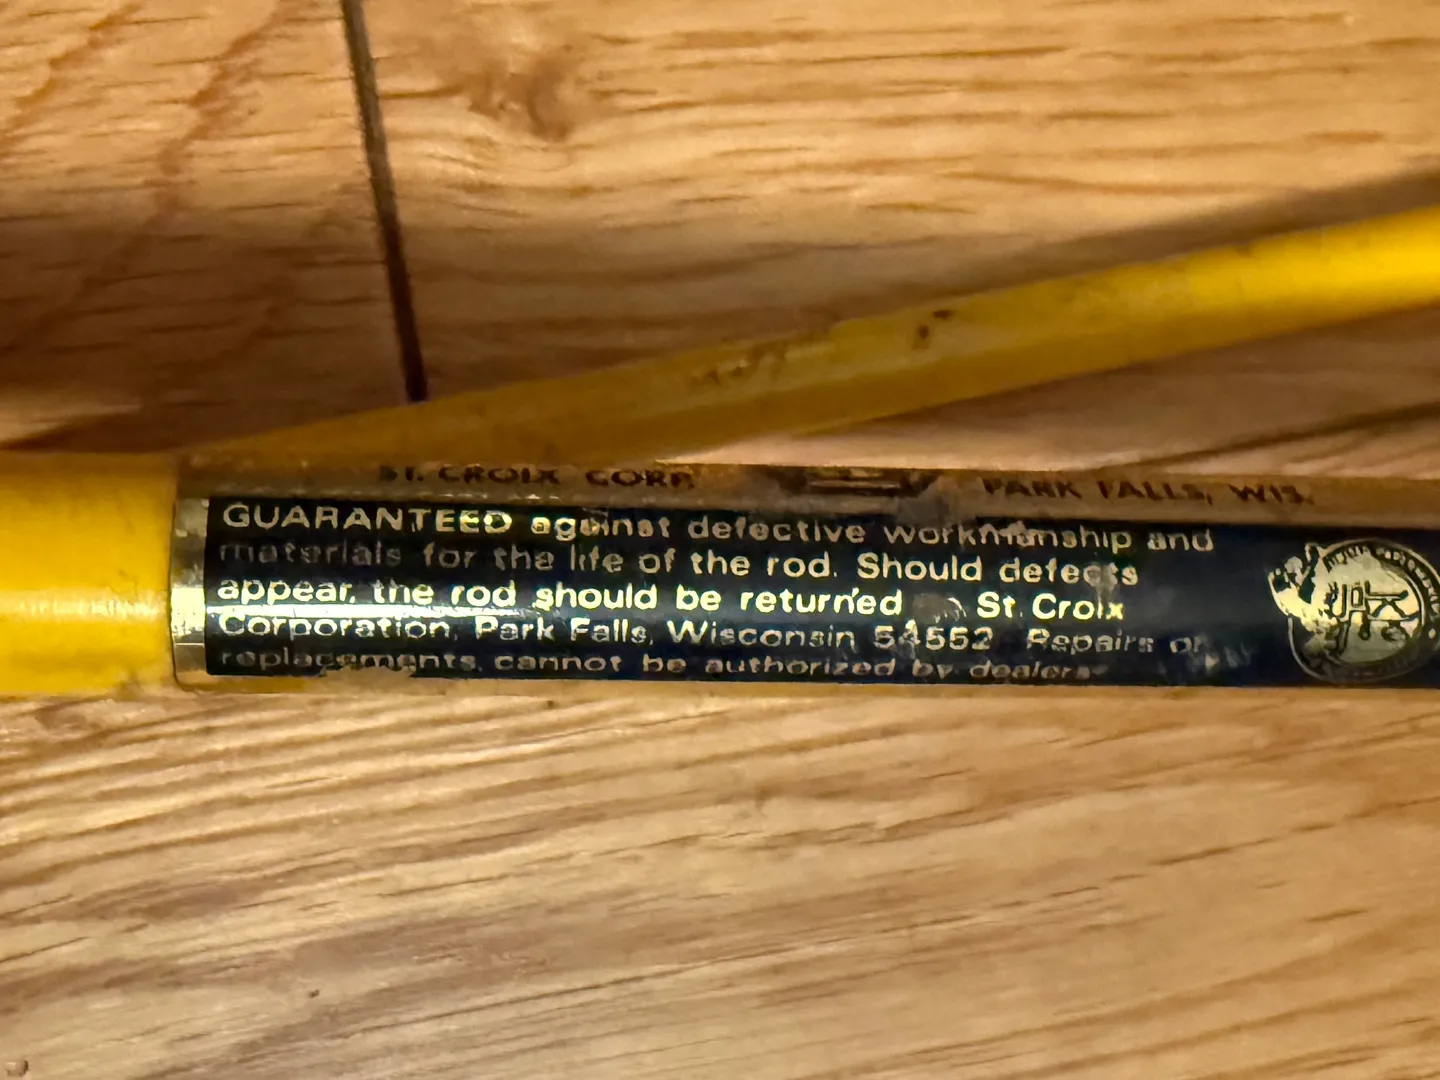 ST. CROIX CORP. PARK FALLS, WIS.
GUARANTEED against defective workmanship and
materials for the life of the rod. Should defects
appear, the rod should be returned St. Croix
Corporation, Park Falls, Wisconsin 54552 Repairs or
replacements cannot be authorized by dealers